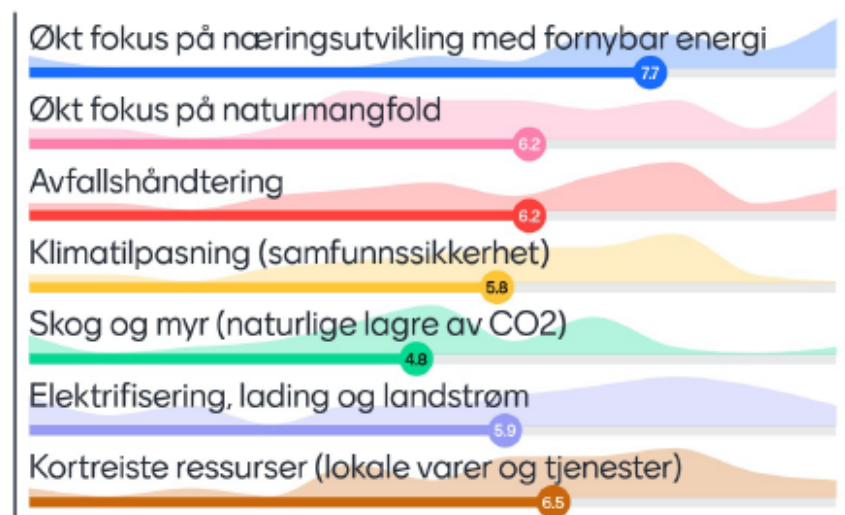 Økt fokus på næringsutvikling med fornybar energi
7.7
Økt fokus på naturmangfold
6.2
Avfallshåndtering
6.2
Klimatilpasning (samfunnssikkerhet)
5.8
Skog og myr (naturlige lagre av CO2)
4.8
Elektrifisering, lading og landstrøm
5.9
Kortreiste ressurser (lokale varer og tjenester)
6.5